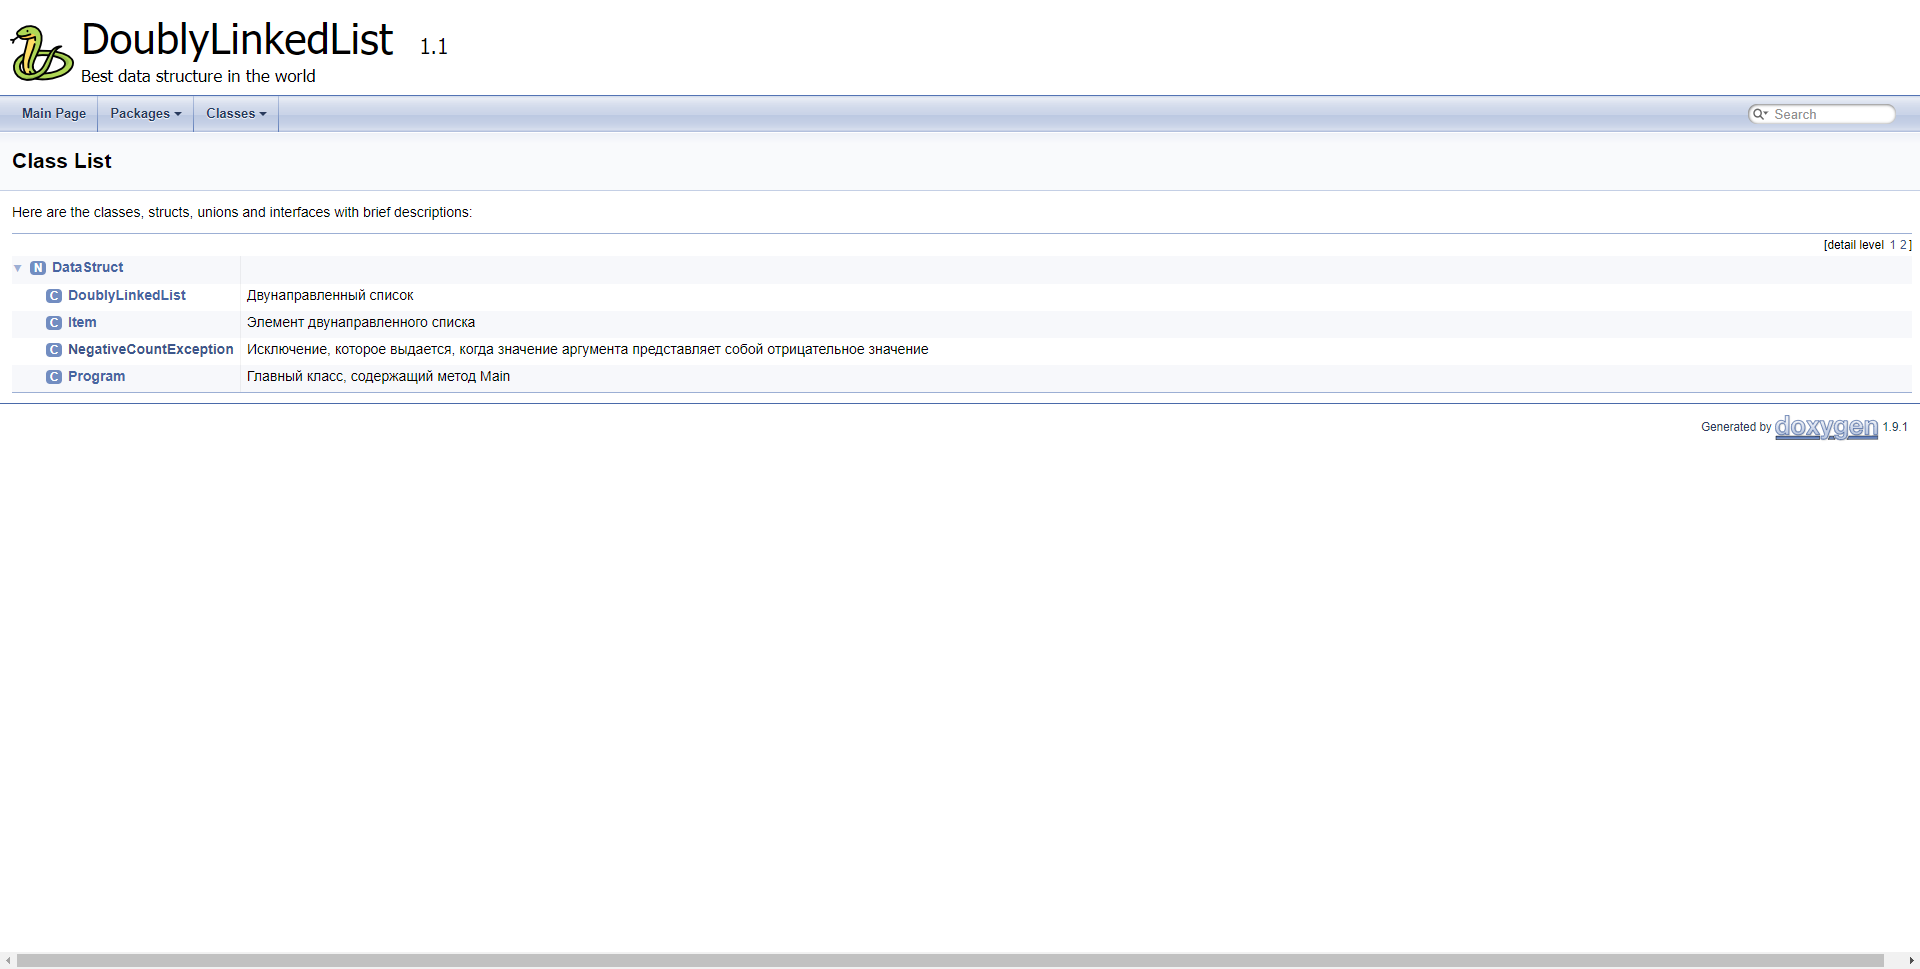 DoublyLinkedList 1.1
Best data structure in the world
Main Page Packages Classes Search
Class List
Here are the classes, structs, unions and interfaces with brief descriptions:
[detail level 1 2]
N DataStruct
C DoublyLinkedList Двунаправленный список
C Item Элемент двунаправленного списка
C NegativeCountException Исключение, которое выдается, когда значение аргумента представляет собой отрицательное значение
C Program Главный класс, содержащий метод Main
Generated by doxygen 1.9.1